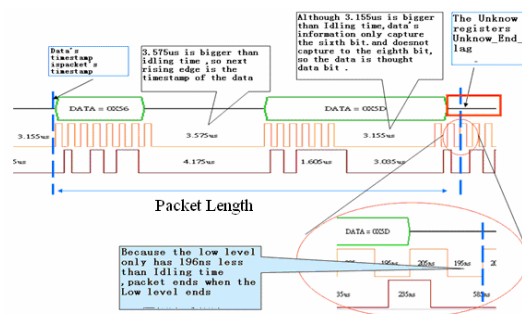 Data's
timestamp
ispacket's
timestamp
3.575us is bigger than
idling time ,so next
rising edge is the
timestamp of the data
Although 3.155us is bigger
than Idling time,data's
information only capture
the sixth bit.and doesnot
capture to the eighth bit,
so the data is thought
data bit .
The Unknow
registers
Unknow_End_
lag
DATA = 0X56
DATA = 0X5D
3.155us
3.575us
3.155us
5us
4.175us
1.605us
3.035us
Packet Length
Because the low level
only has 196ns less
than Idling time
,packet ends when the
Low level ends
DATA = 0X5D
195ns
205ns
195ns
20
35us
235ns